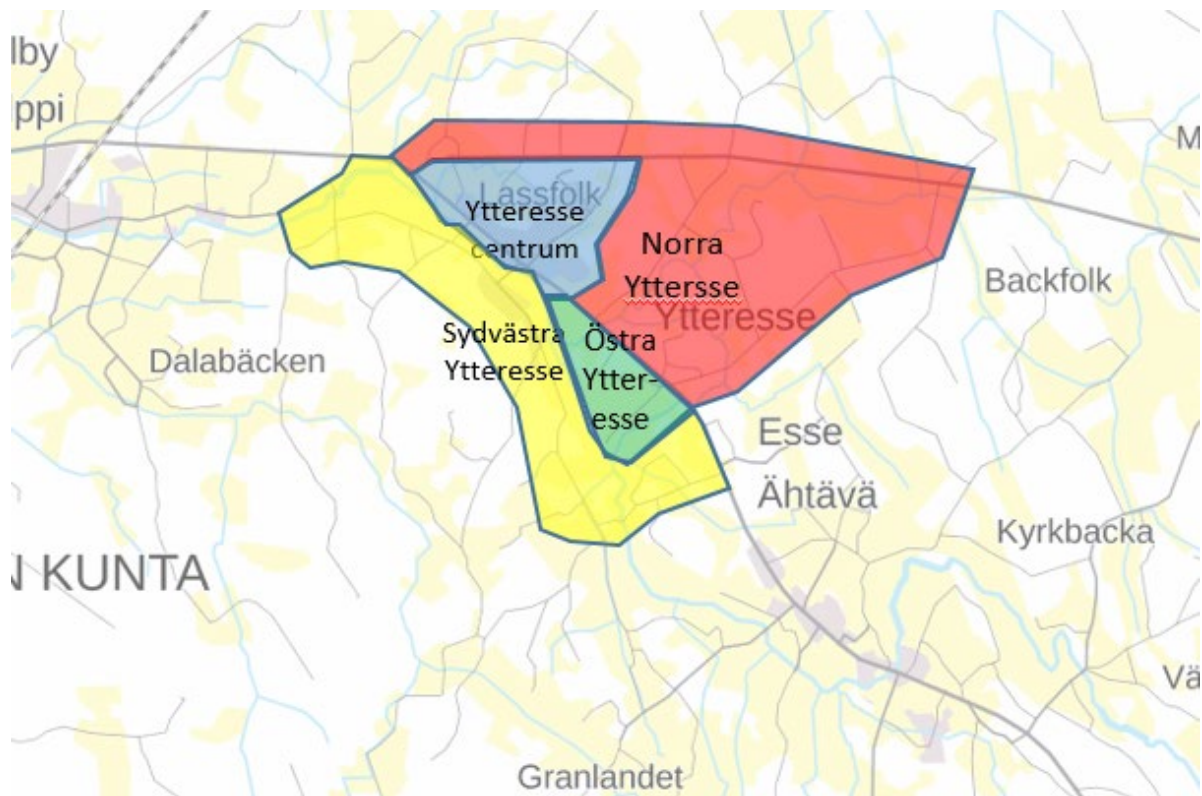 lby
ppi
M
Lassfolk
Ytteresse
centrum
Norra
Yttersse
Backfolk
Ytteresse
Sydvästra
Ytteresse
Östra
Ytter-
esse
Dalabäcken
Esse
Ähtävä
Kyrkbacka
N KUNTA
Vä
Granlandet